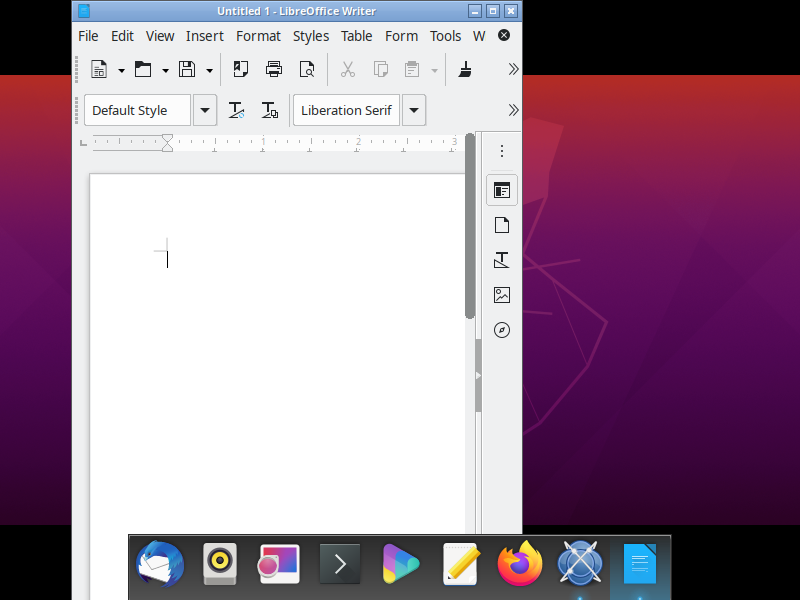 Untitled 1 - LibreOffice Writer
File Edit View Insert Format Styles Table Form Tools W
Default Style Liberation Serif
1 2 3